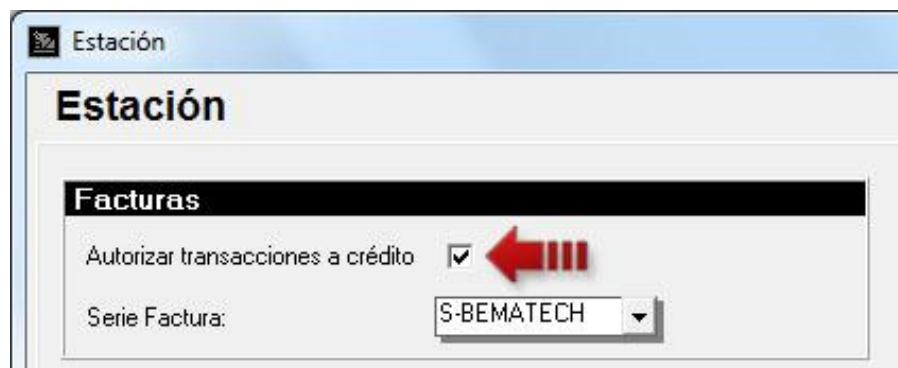 Estación
Estación
Facturas
Autorizar transacciones a crédito
Serie Factura: S-BEMATECH